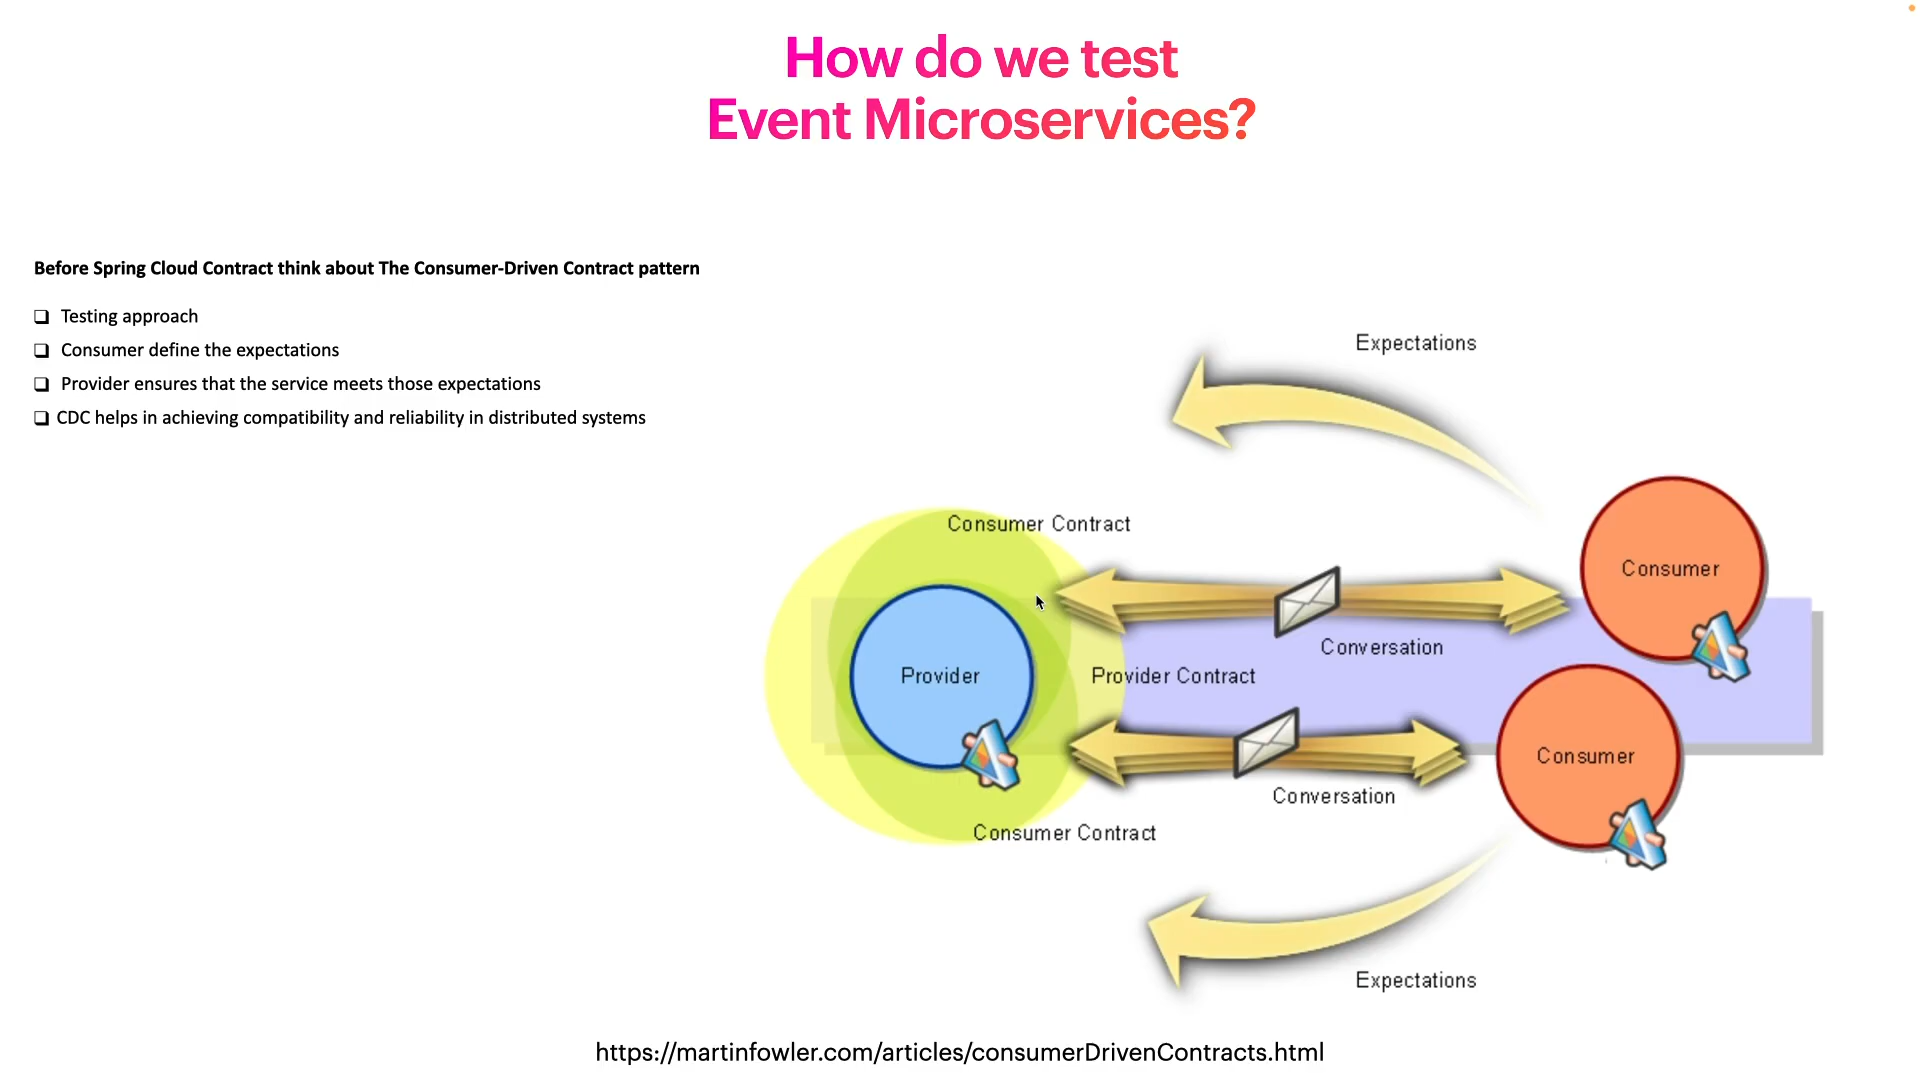 How do we test
Event Microservices?
Before Spring Cloud Contract think about The Consumer-Driven Contract pattern
Testing approach
Consumer define the expectations
Provider ensures that the service meets those expectations
CDC helps in achieving compatibility and reliability in distributed systems
Expectations
Consumer Contract
Consumer
Conversation
Provider
Provider Contract
Consumer
Conversation
Consumer Contract
Expectations
https://martinfowler.com/articles/consumerDrivenContracts.html